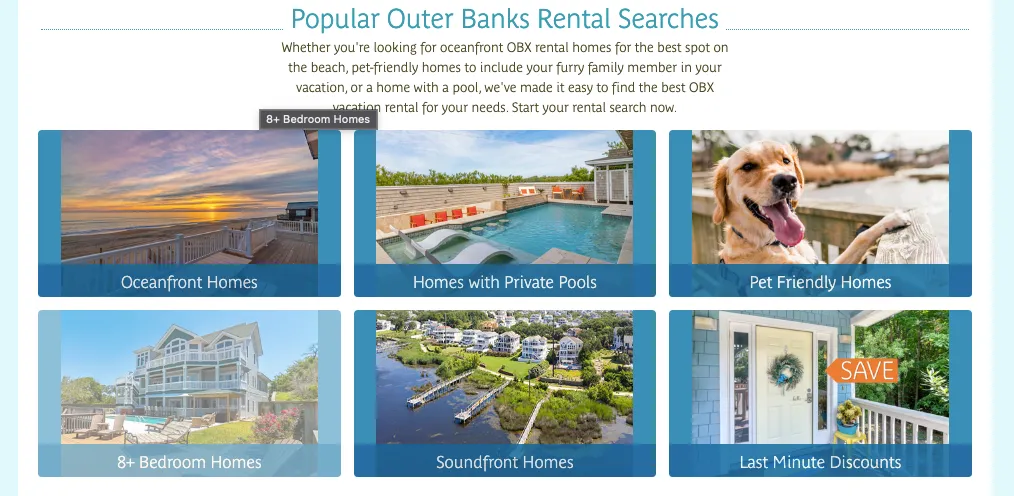 Popular Outer Banks Rental Searches
Whether you're looking for oceanfront OBX rental homes for the best spot on
the beach, pet-friendly homes to include your furry family member in your
vacation, or a home with a pool, we've made it easy to find the best OBX
vacation rental for your needs. Start your rental search now.
8+ Bedroom Homes
Oceanfront Homes
Homes with Private Pools
Pet Friendly Homes
SAVE
8+ Bedroom Homes
Soundfront Homes
Last Minute Discounts